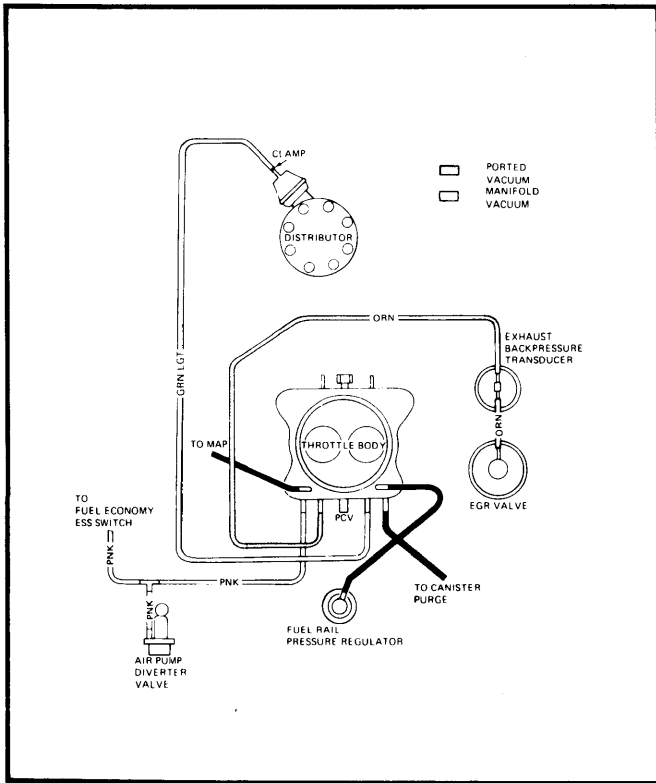 CLAMP
PORTED
VACUUM
MANIFOLD
VACUUM
DISTRIBUTOR
ORN
EXHAUST
BACKPRESSURE
TRANSDUCER
GRN LGT
ORN
TO MAP
THROTTLE BODY
EGR VALVE
TO
FUEL ECONOMY
ESS SWITCH
PCV
PNK
PNK
TO CANISTER
PURGE
PNK
FUEL RAIL
PRESSURE REGULATOR
AIR PUMP
DIVERTER
VALVE